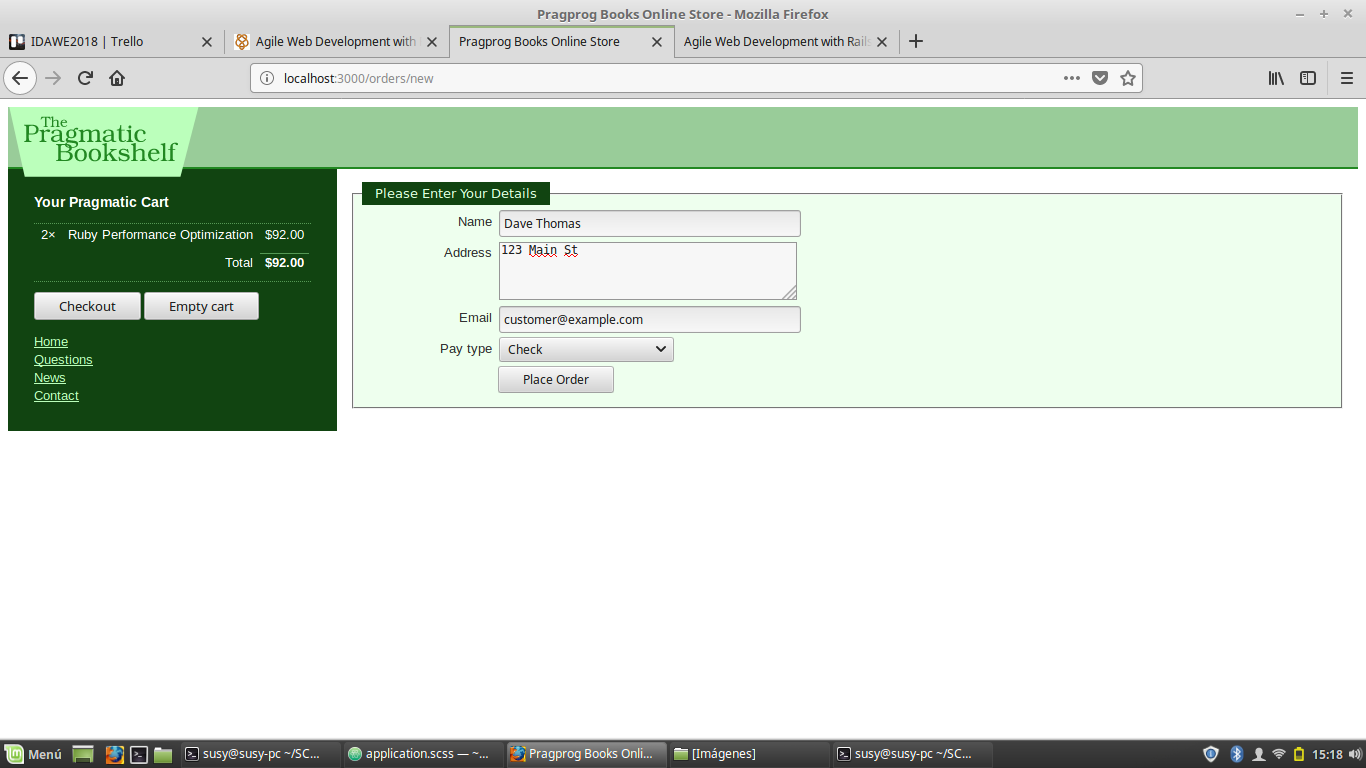 Pragprog Books Online Store - Mozilla Firefox
IDAWE2018 | Trello
Agile Web Development with
Pragprog Books Online Store
Agile Web Development with Rails
localhost:3000/orders/new
The
Pragmatic
Bookshelf
Your Pragmatic Cart
2× Ruby Performance Optimization $92.00
Total $92.00
Checkout Empty cart
Home
Questions
News
Contact
Please Enter Your Details
Name Dave Thomas
Address 123 Main St
Email customer@example.com
Pay type Check
Place Order
Menú
susy@susy-pc ~/SC...
application.scss — ~...
Pragprog Books Onli...
[Imágenes]
susy@susy-pc ~/SC...
15:18